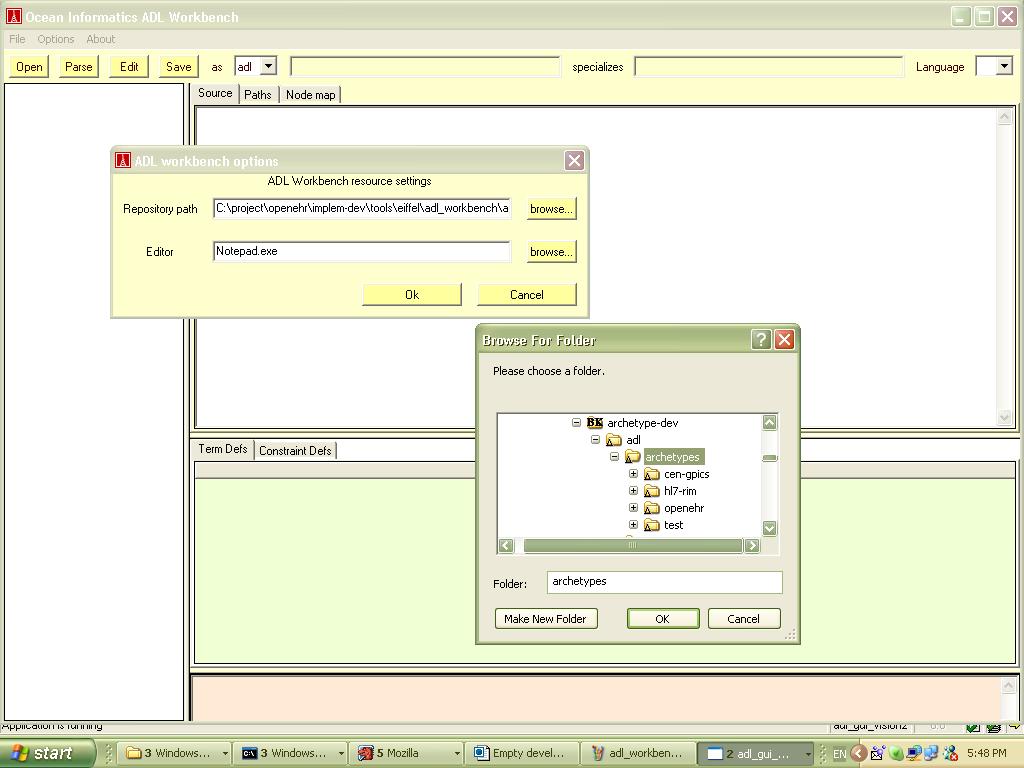 Ocean Informatics ADL Workbench
File Options About
Open Parse Edit Save as adl specializes Language
Source Paths Node map
ADL workbench options
ADL Workbench resource settings
Repository path C:\project\openehr\implem-dev\tools\eiffel\adl_workbench\a browse...
Editor Notepad.exe browse...
Ok Cancel
Browse For Folder
Please choose a folder.
BK archetype-dev
adl
archetypes
cen-gpics
hl7-rim
openehr
test
Folder: archetypes
Make New Folder OK Cancel
Term Defs Constraint Defs
Application is running adl_gui_vision2 0:0
start 3 Windows... 3 Windows... 5 Mozilla Empty devel... adl_workben... 2 adl_gui_... EN 5:48 PM